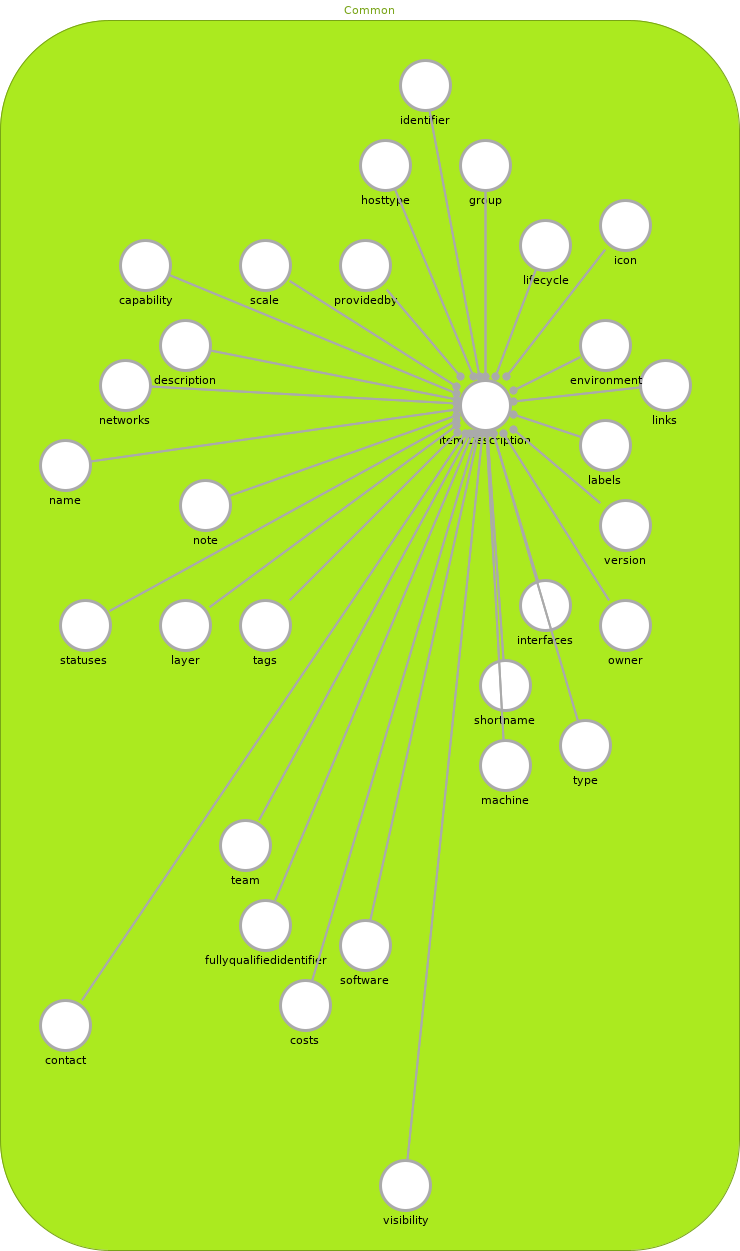 Common
identifier
hosttype
group
lifecycle
icon
capability
scale
providedby
description
environment
networks
links
itemDescription
labels
name
note
version
statuses
layer
tags
interfaces
owner
shortname
machine
type
team
fullyqualifiedidentifier
software
costs
contact
visibility